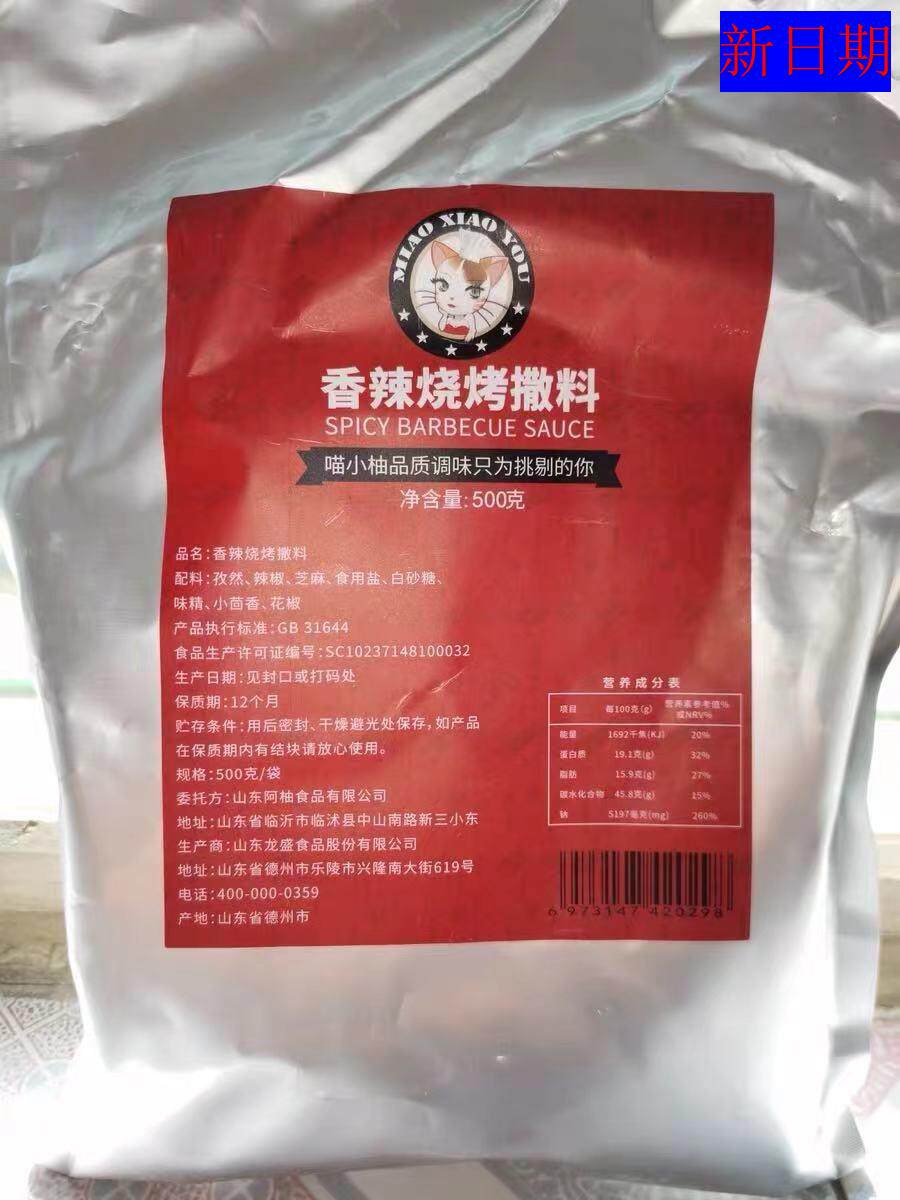 新日期
MIAO XIAO YOU
香辣烧烤撒料
SPICY BARBECUE SAUCE
喵小柚品质调味只为挑剔的你
净含量:500克
品名:香辣烧烤撒料
配料:孜然、辣椒、芝麻、食用盐、白砂糖、
味精、小茴香、花椒
产品执行标准:GB 31644
食品生产许可证编号:SC10237148100032
生产日期:见封口或打码处
保质期:12个月
贮存条件:用后密封、干燥避光处保存,如产品
在保质期内有结块请放心使用。
规格:500克/袋
委托方:山东阿柚食品有限公司
地址:山东省临沂市临沭县中山南路新三小东
生产商:山东龙盛食品股份有限公司
地址:山东省德州市乐陵市兴隆南大街619号
电话:400-000-0359
产地:山东省德州市
营养成分表
项目 每100克(g) 营养素参考值%
或NRV%
能量 1692千焦(KJ) 20%
蛋白质 19.1克(g) 32%
脂肪 15.9克(g) 27%
碳水化合物 45.8克(g) 15%
钠 5197毫克(mg) 260%
6 973147 420298